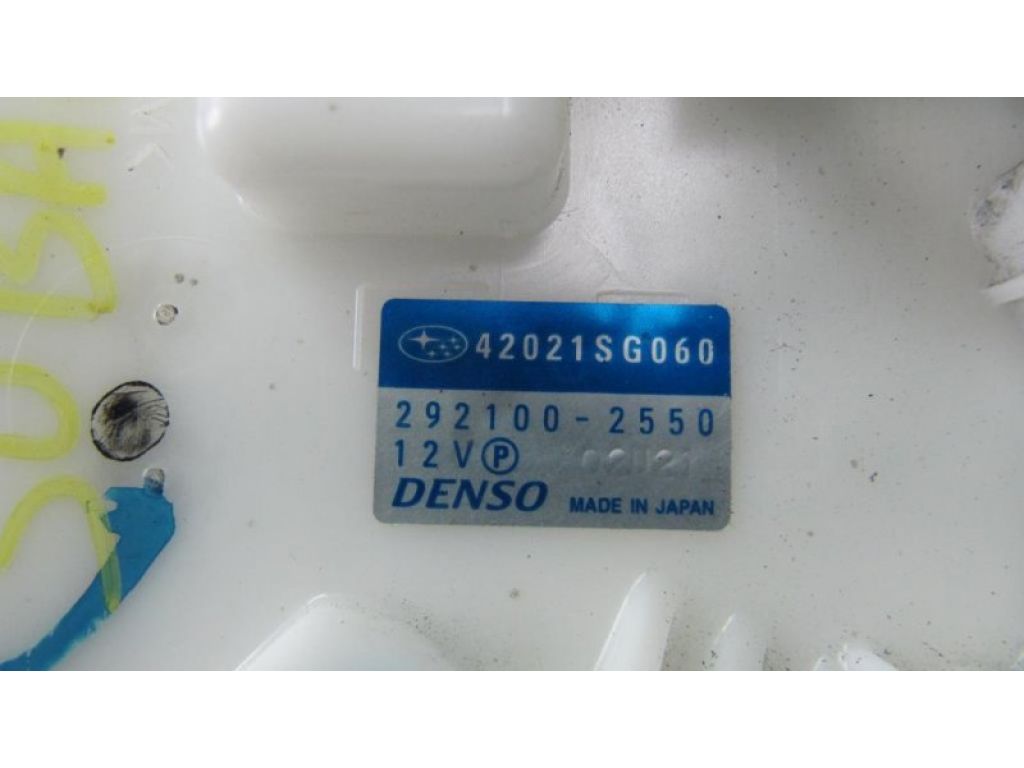 42021SG060
292100-2550
12V P
DENSO MADE IN JAPAN